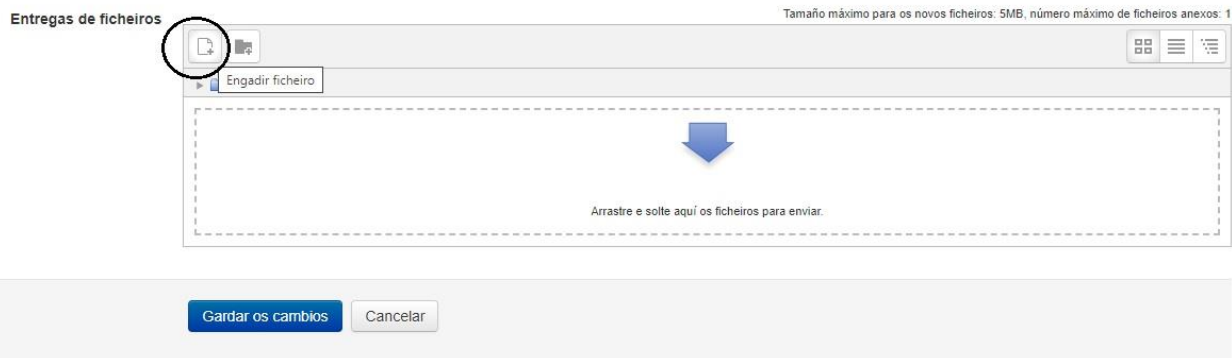 Entregas de ficheiros
Tamaño máximo para os novos ficheiros: 5MB, número máximo de ficheiros anexos: 1
Engadir ficheiro
Arrastre e solte aquí os ficheiros para enviar.
Gardar os cambios
Cancelar